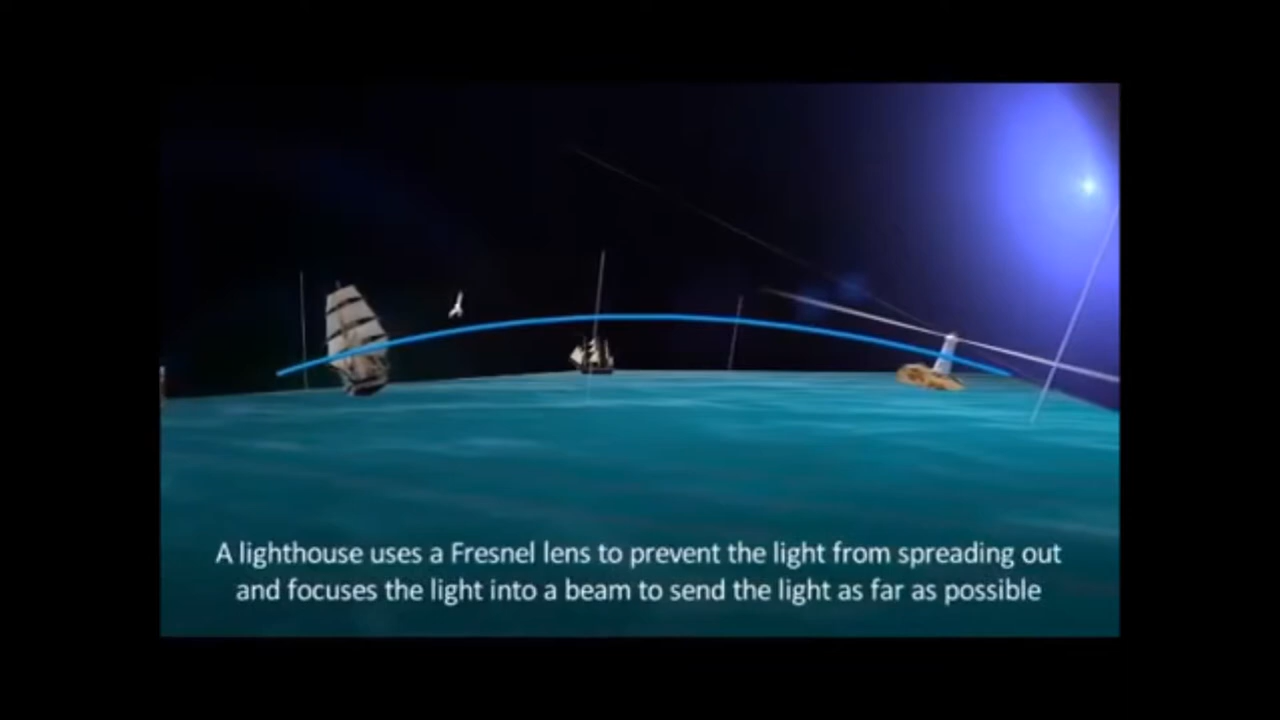 A lighthouse uses a Fresnel lens to prevent the light from spreading out
and focuses the light into a beam to send the light as far as possible